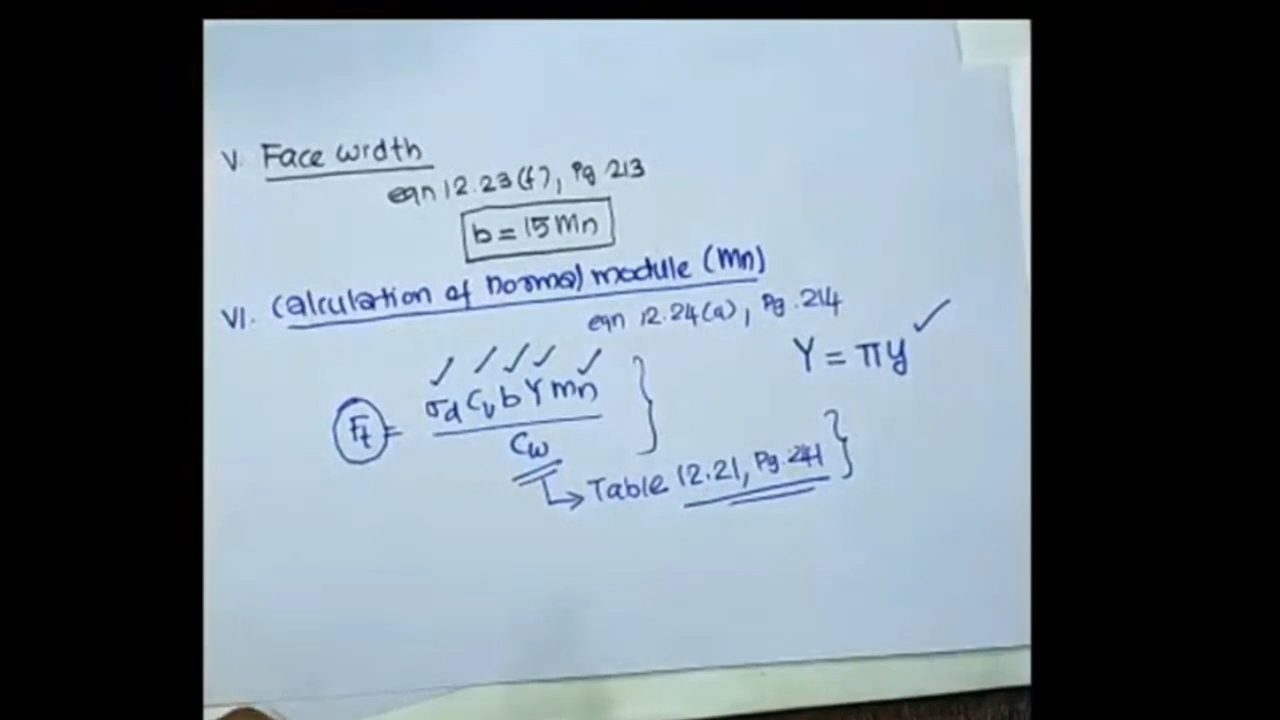 V. Face width
eqn 12.23(f), Pg 213
b = 15 Mn
VI. Calculation of normal module (Mn)
eqn 12.24(a), Pg. 214
Y = πy ✓
Ft = σd Cv b Y mn / Cw
→ Table 12.21, Pg. 241